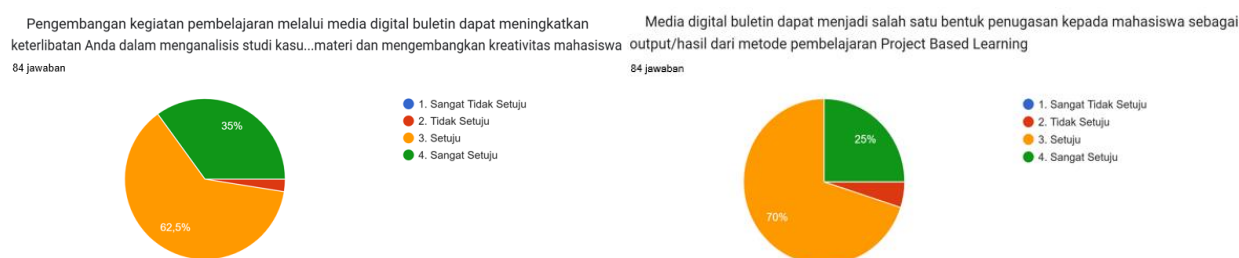 Pengembangan kegiatan pembelajaran melalui media digital buletin dapat meningkatkan
keterlibatan Anda dalam menganalisis studi kasu...materi dan mengembangkan kreativitas mahasiswa
84 jawaban
35%
62,5%
1. Sangat Tidak Setuju
2. Tidak Setuju
3. Setuju
4. Sangat Setuju
Media digital buletin dapat menjadi salah satu bentuk penugasan kepada mahasiswa sebagai
output/hasil dari metode pembelajaran Project Based Learning
84 jawaban
25%
70%
1. Sangat Tidak Setuju
2. Tidak Setuju
3. Setuju
4. Sangat Setuju